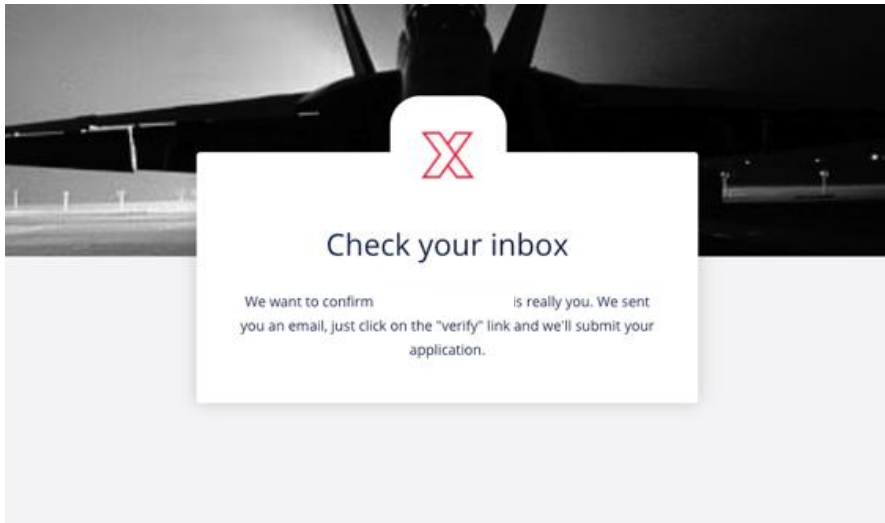 Check your inbox
We want to confirm is really you. We sent
you an email, just click on the "verify" link and we'll submit your
application.